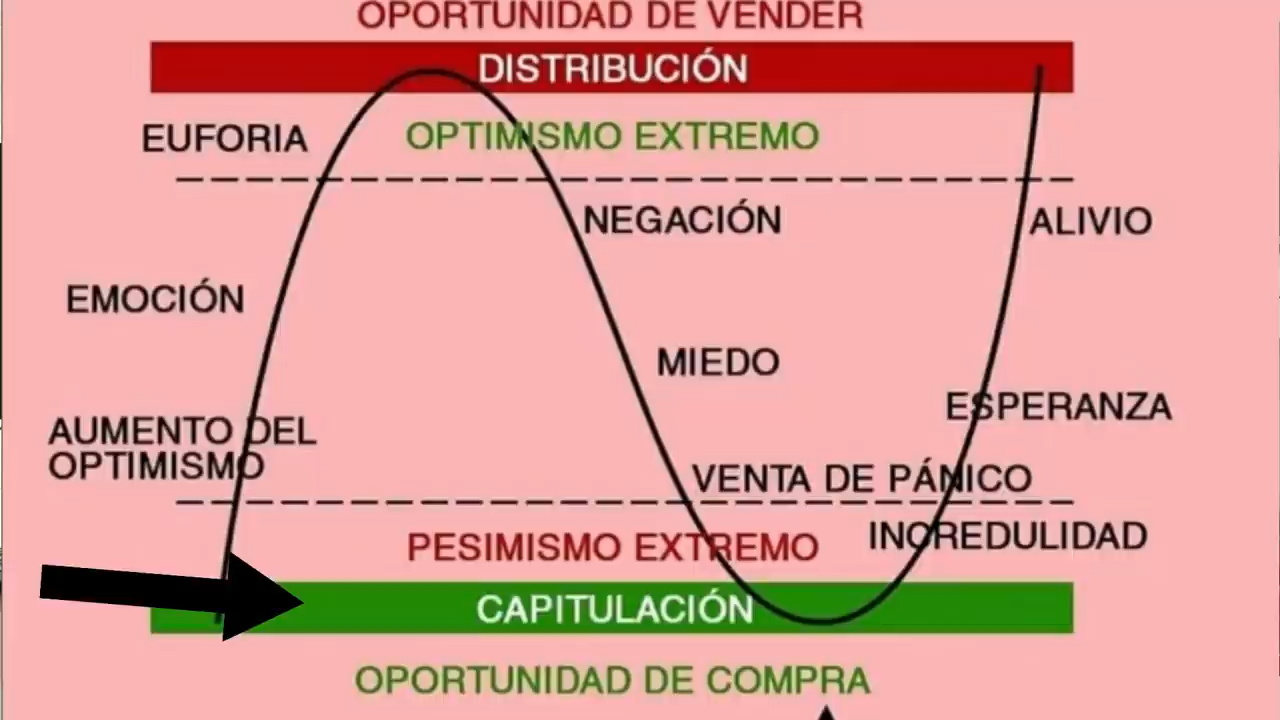 OPORTUNIDAD DE VENDER
DISTRIBUCIÓN
EUFORIA
OPTIMISMO EXTREMO
NEGACIÓN
ALIVIO
EMOCIÓN
MIEDO
ESPERANZA
AUMENTO DEL
OPTIMISMO
VENTA DE PÁNICO
INCREDULIDAD
PESIMISMO EXTREMO
CAPITULACIÓN
OPORTUNIDAD DE COMPRA